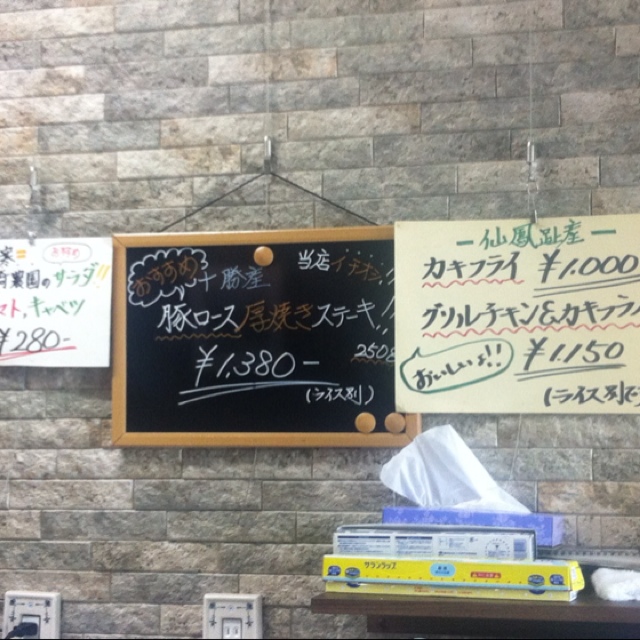 家
農園のサラダ!!
マト,キャベツ
¥280-
おすすめ
十勝産
当店イチオシ!!
豚ロース厚焼きステーキ
250g
¥1,380-
(ライス別)
-仙鳳趾産-
カキフライ ¥1.000
グリルチキン&カキフライ
おいしいよ!!
¥1.150
(ライス別)
サランラップ